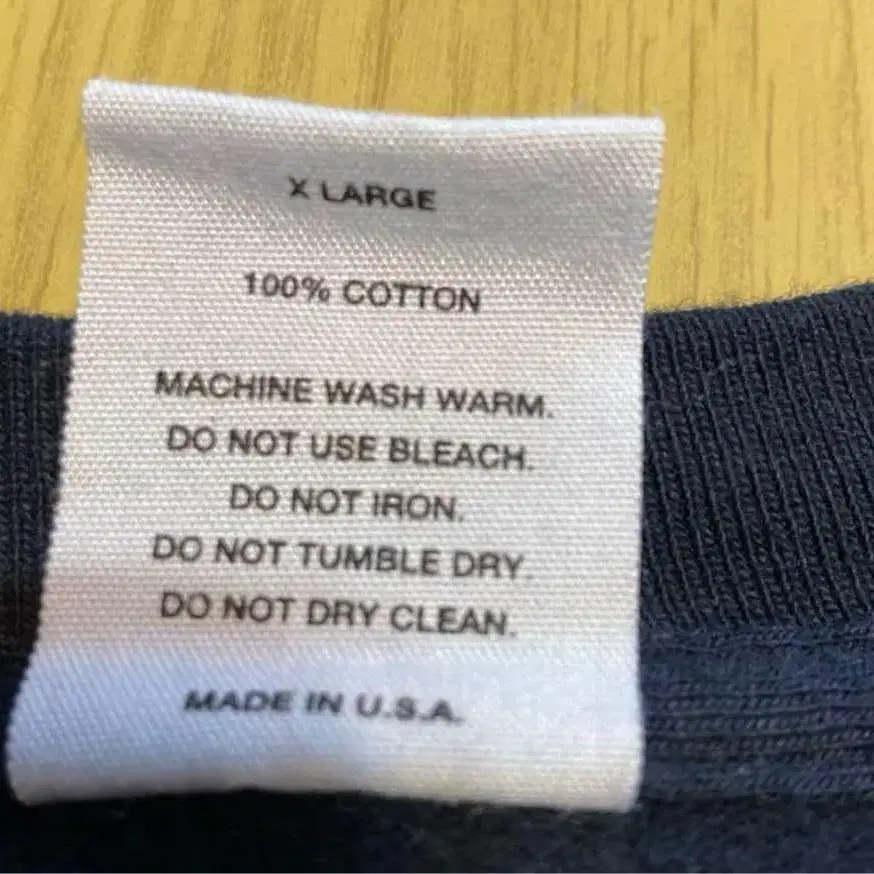 X LARGE
100% COTTON
MACHINE WASH WARM.
DO NOT USE BLEACH.
DO NOT IRON.
DO NOT TUMBLE DRY.
DO NOT DRY CLEAN.
MADE IN U.S.A.